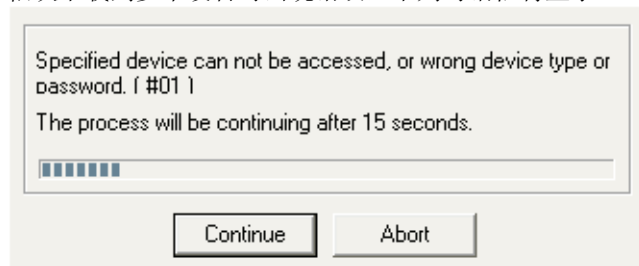 Specified device can not be accessed, or wrong device type or
password. ( #01 )
The process will be continuing after 15 seconds.
Continue
Abort